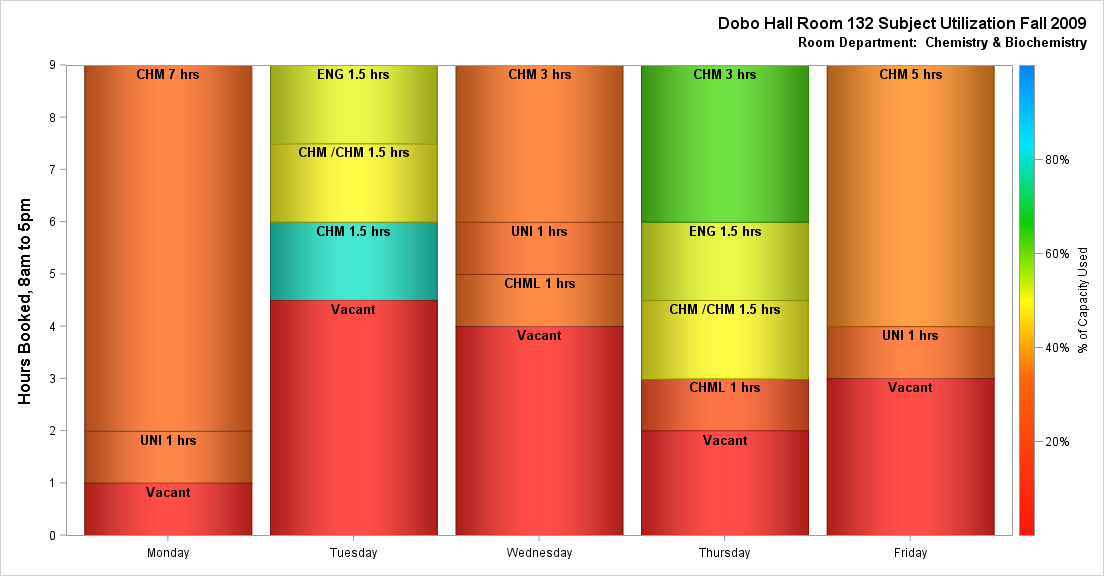 Dobo Hall Room 132 Subject Utilization Fall 2009
Room Department: Chemistry & Biochemistry
Hours Booked, 8am to 5pm
9
8
7
6
5
4
3
2
1
0
CHM 7 hrs
UNI 1 hrs
Vacant
ENG 1.5 hrs
CHM /CHM 1.5 hrs
CHM 1.5 hrs
Vacant
CHM 3 hrs
UNI 1 hrs
CHML 1 hrs
Vacant
CHM 3 hrs
ENG 1.5 hrs
CHM /CHM 1.5 hrs
CHML 1 hrs
Vacant
CHM 5 hrs
UNI 1 hrs
Vacant
Monday
Tuesday
Wednesday
Thursday
Friday
80%
60%
40%
20%
% of Capacity Used